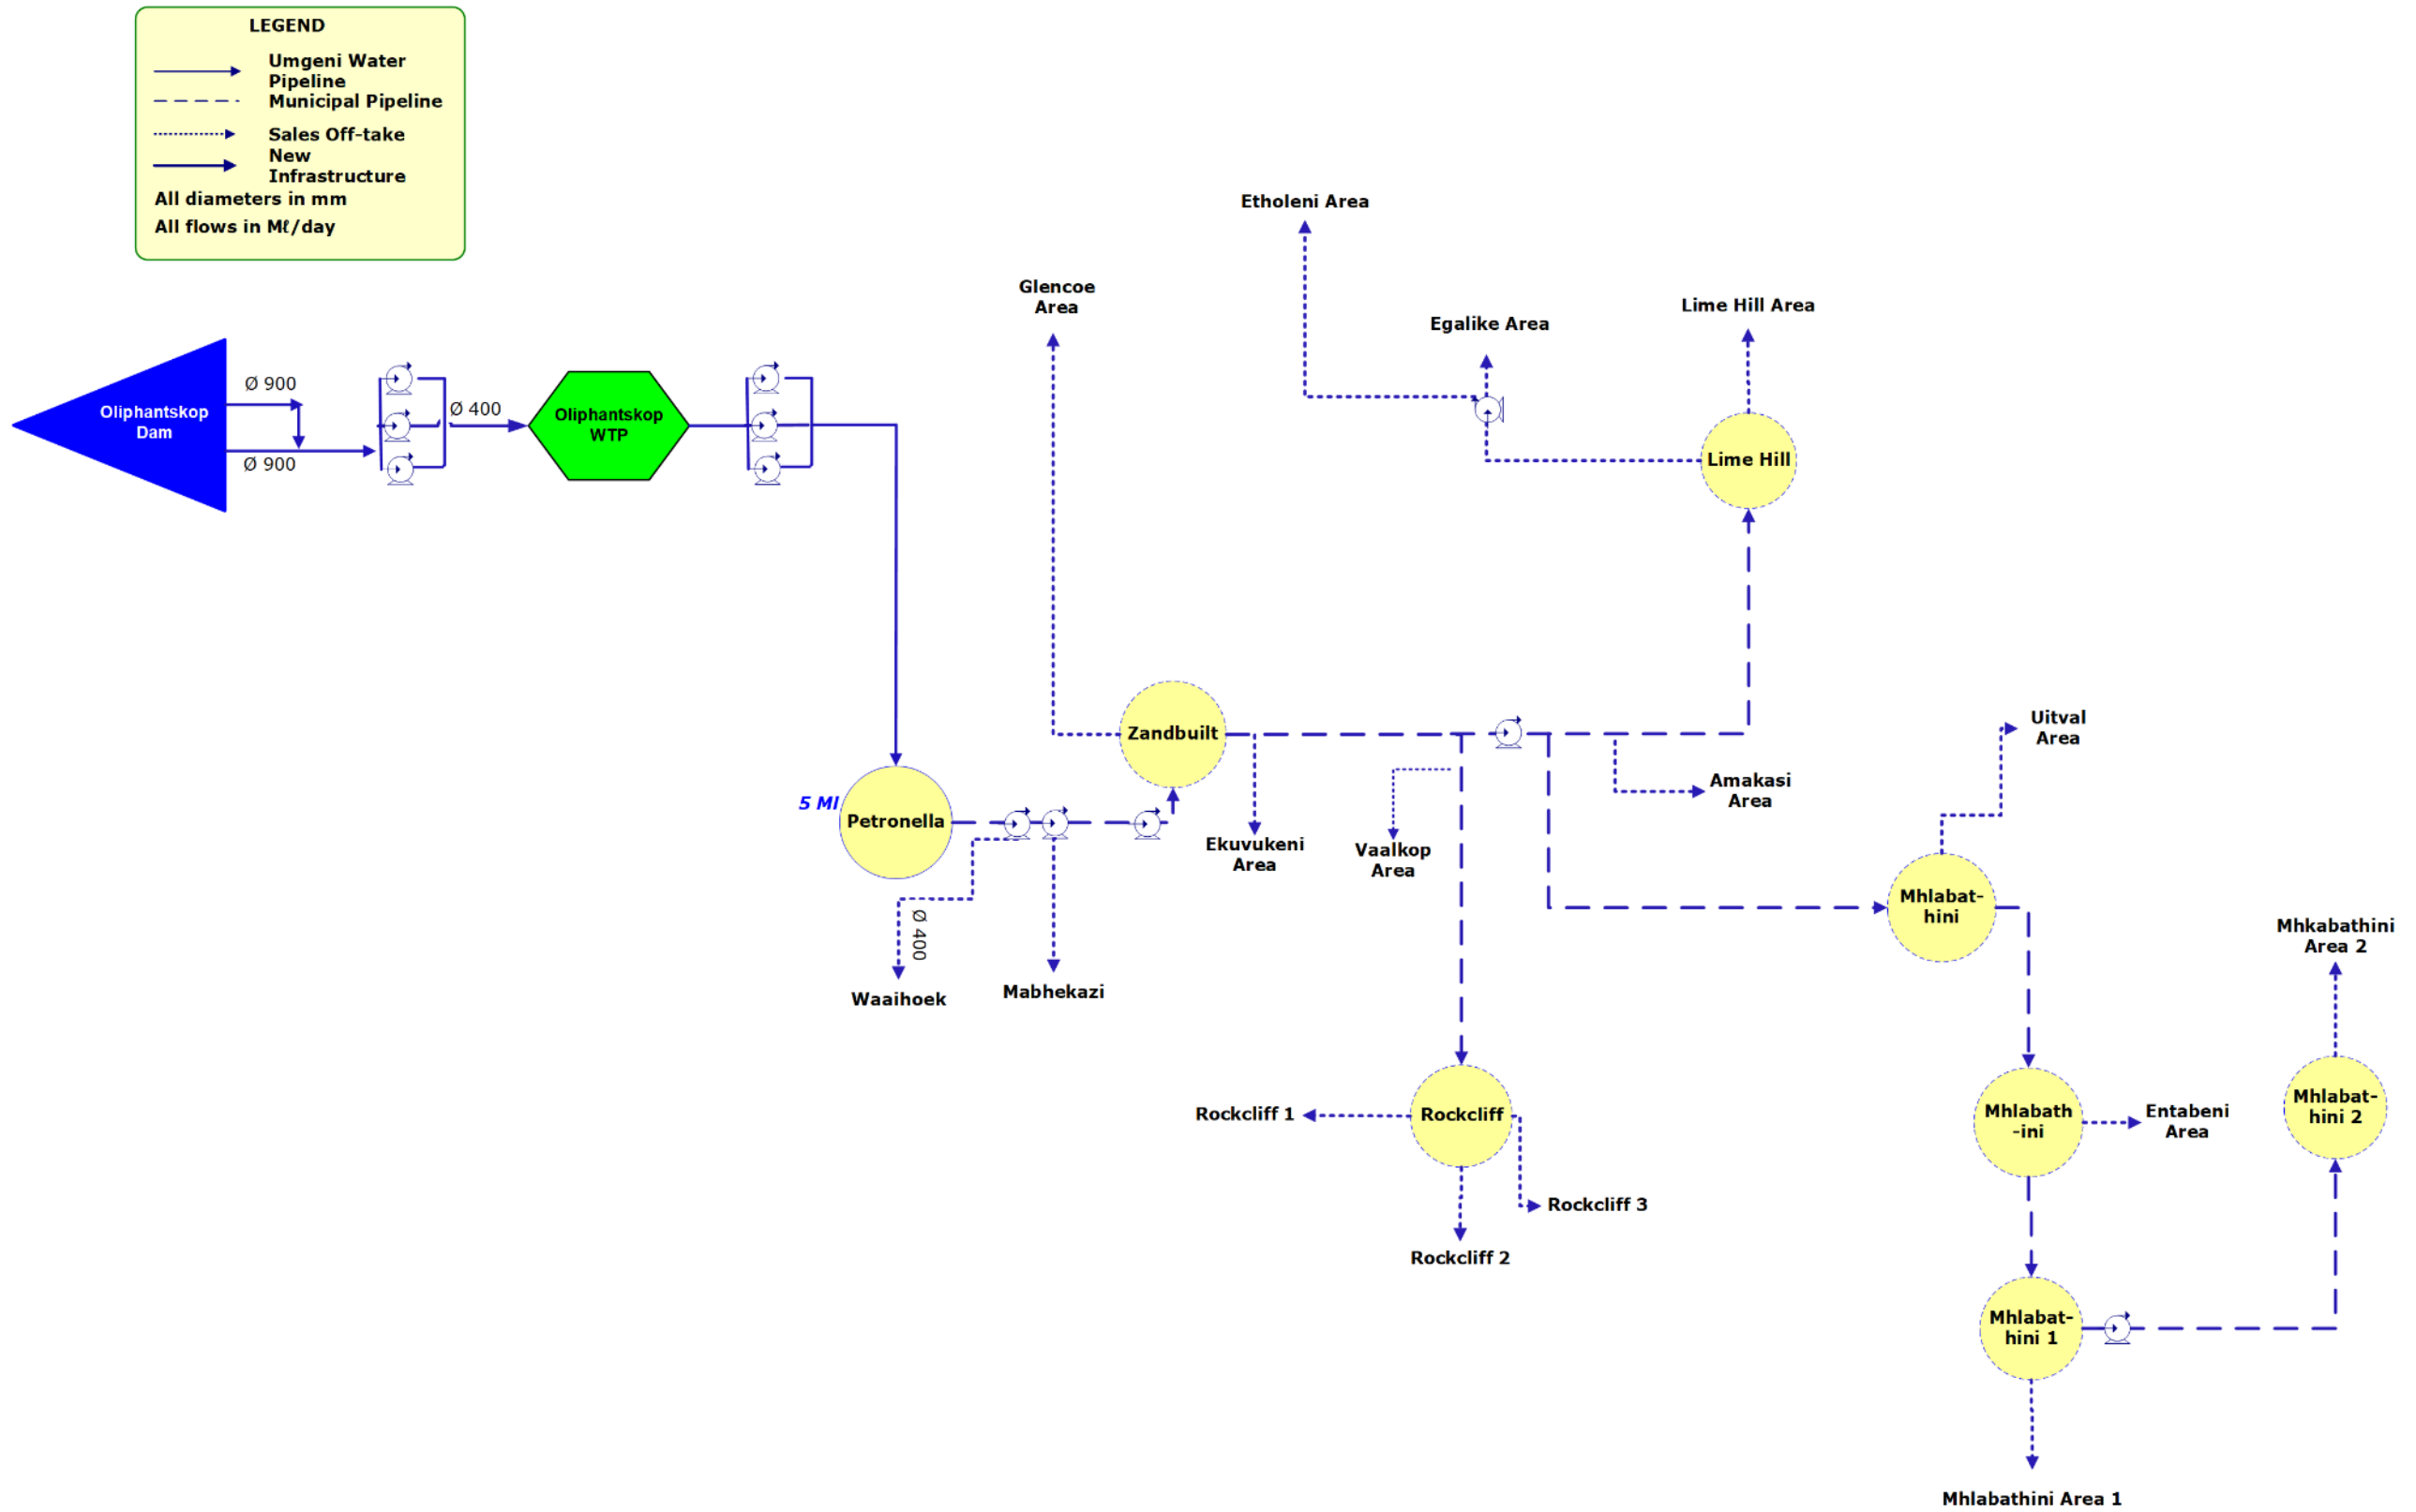 LEGEND
Umgeni Water
Pipeline
Municipal Pipeline
Sales Off-take
New
Infrastructure
All diameters in mm
All flows in Mℓ/day
Etholeni Area
Glencoe
Area
Egalike Area
Lime Hill Area
Ø 900
Oliphantskop
Dam
Ø 900
Ø 400
Oliphantskop
WTP
Lime Hill
Zandbuilt
Uitval
Area
5 Ml
Petronella
Amakasi
Area
Ekuvukeni
Area
Vaalkop
Area
Ø 400
Waaihoek
Mabhekazi
Mhlabat-
hini
Mhkabathini
Area 2
Rockcliff 1
Rockcliff
Rockcliff 3
Rockcliff 2
Mhlabath
-ini
Entabeni
Area
Mhlabat-
hini 2
Mhlabat-
hini 1
Mhlabathini Area 1